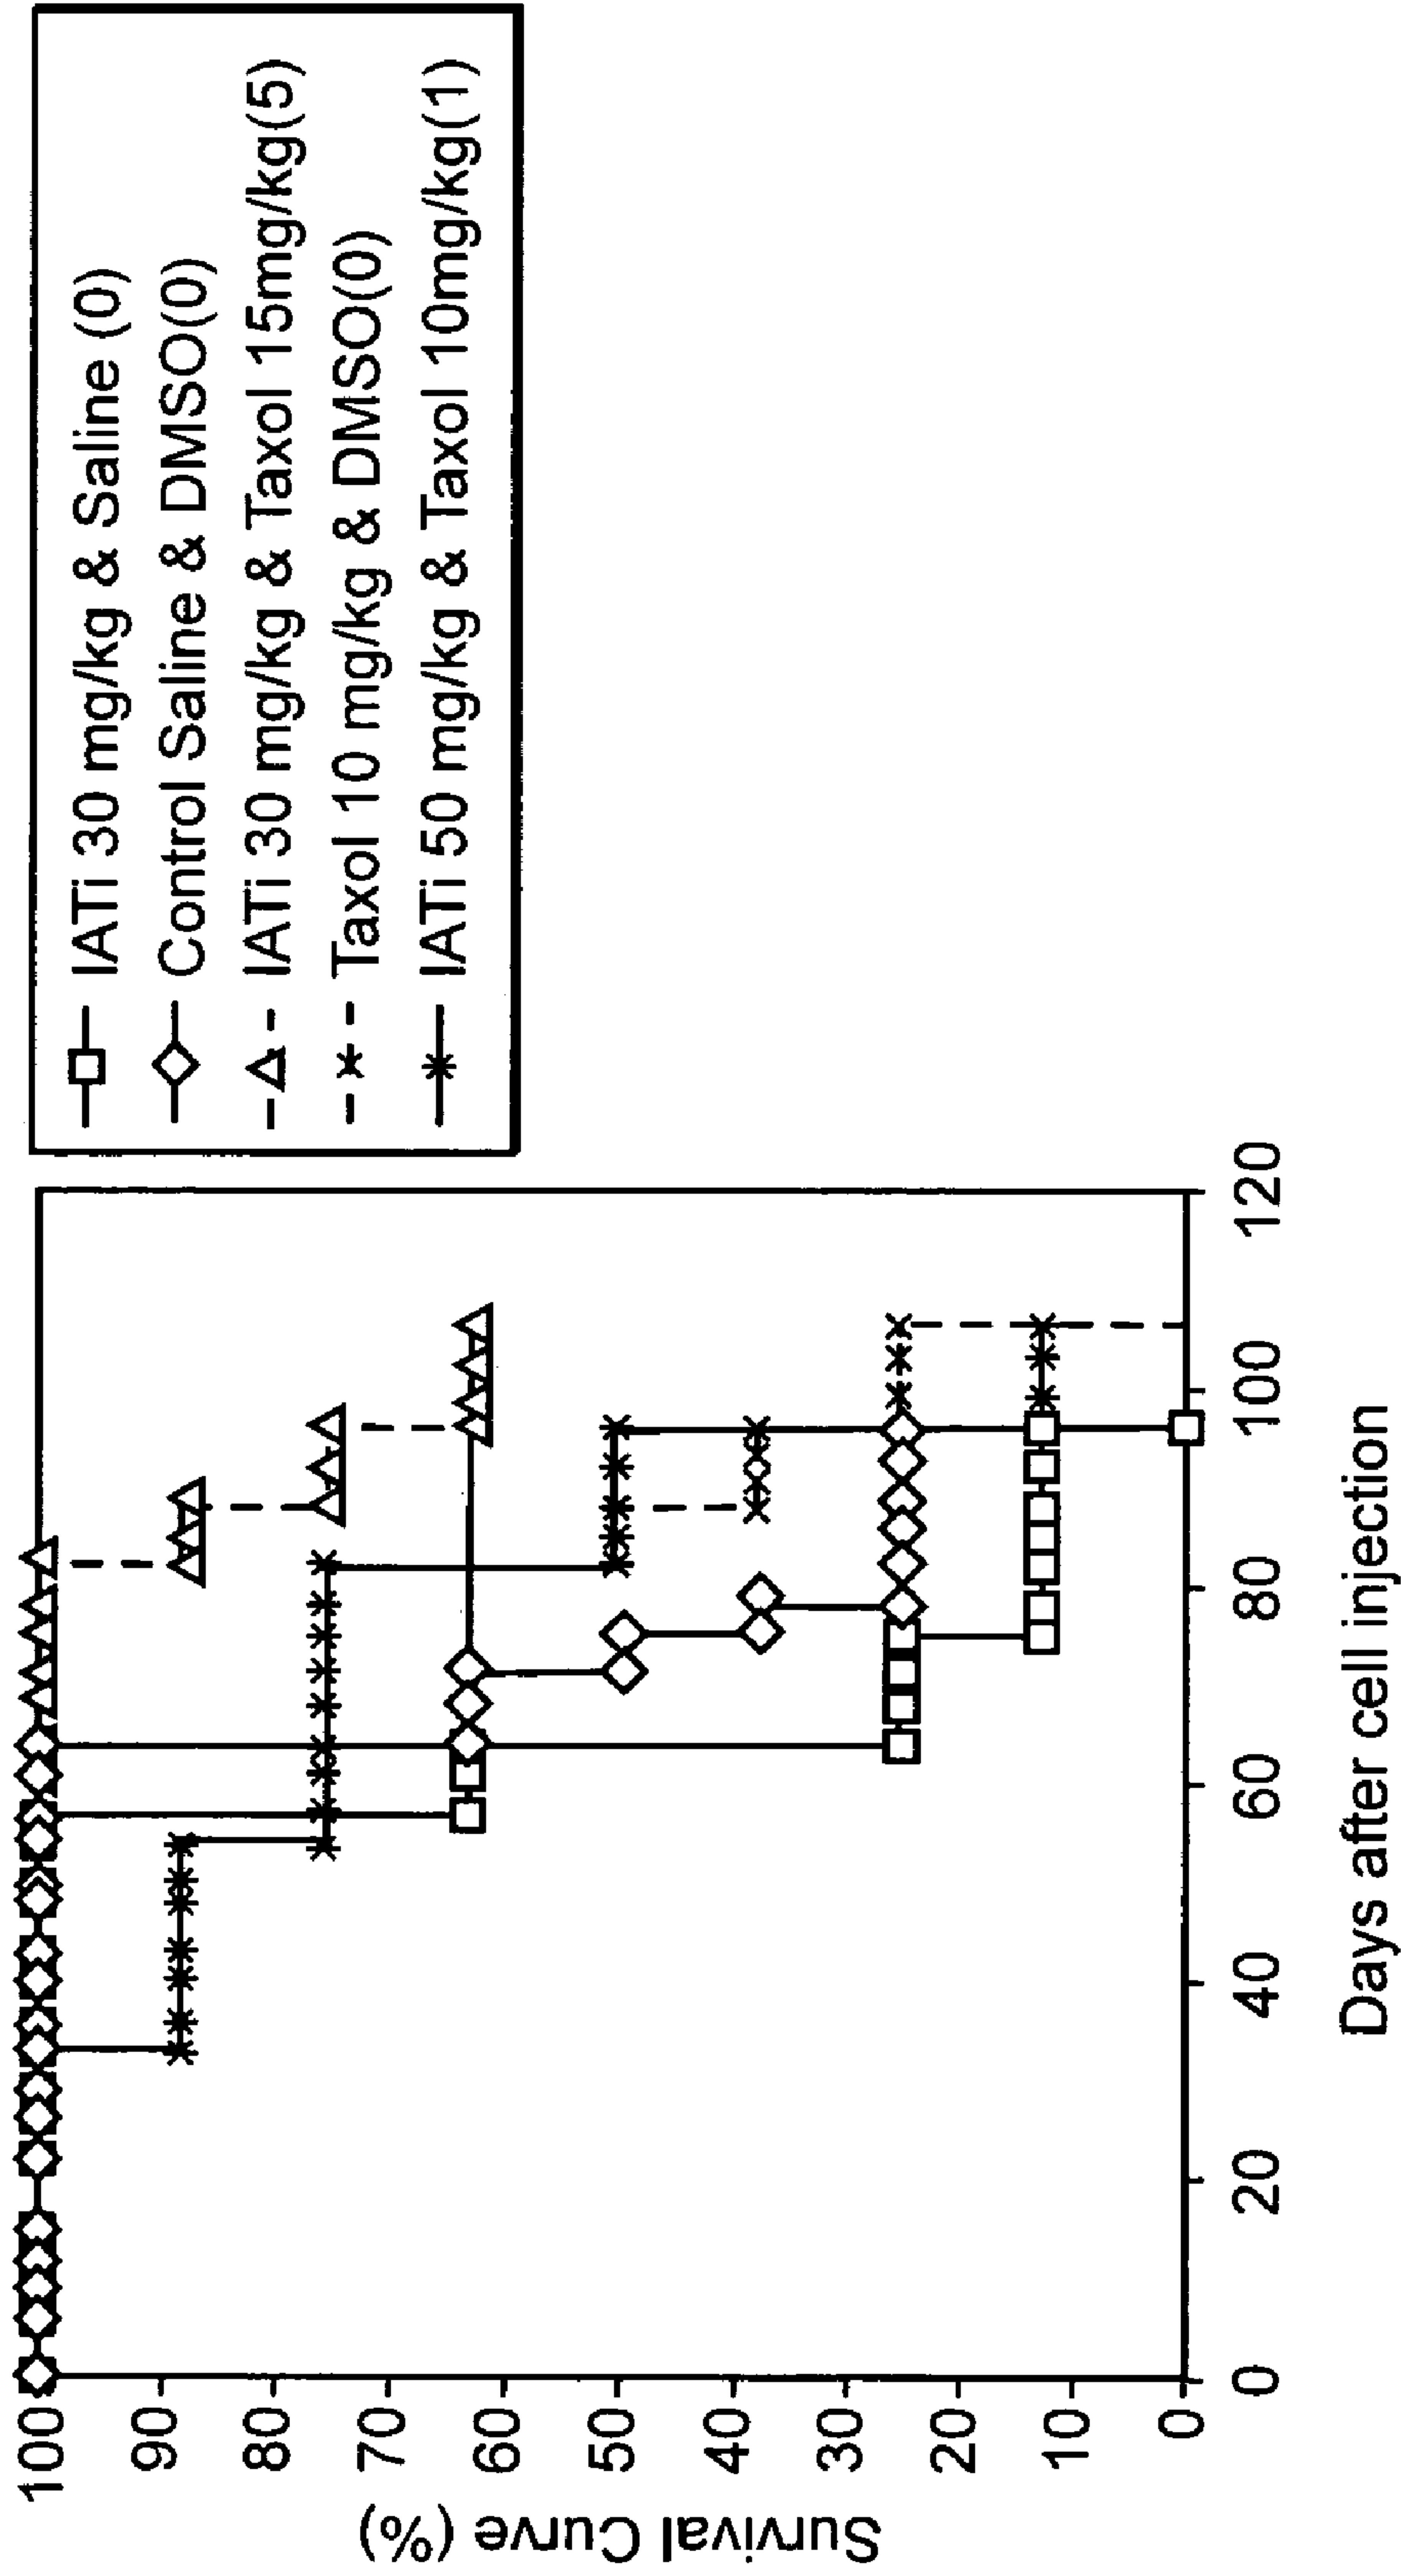 IATi 30 mg/kg & Saline (0)
Control Saline & DMSO(0)
IATi 30 mg/kg & Taxol 15mg/kg(5)
Taxol 10 mg/kg & DMSO(0)
IATi 50 mg/kg & Taxol 10mg/kg(1)
Survival Curve (%)
100
90
80
70
60
50
40
30
20
10
0
0 20 40 60 80 100 120
Days after cell injection